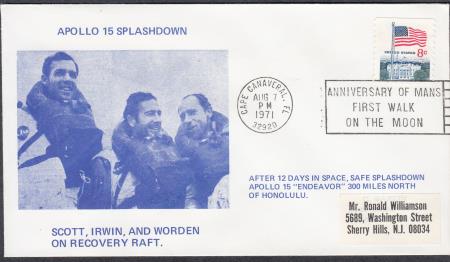 APOLLO 15 SPLASHDOWN
UNITED STATES 8c
CAPE CANAVERAL, FL
AUG 7
PM
1971
32920
ANNIVERSARY OF MANS
FIRST WALK
ON THE MOON
AFTER 12 DAYS IN SPACE, SAFE SPLASHDOWN
APOLLO 15 "ENDEAVOR" 300 MILES NORTH
OF HONOLULU.
Mr. Ronald Williamson
5689, Washington Street
Sherry Hills, N.J. 08034
SCOTT, IRWIN, AND WORDEN
ON RECOVERY RAFT.